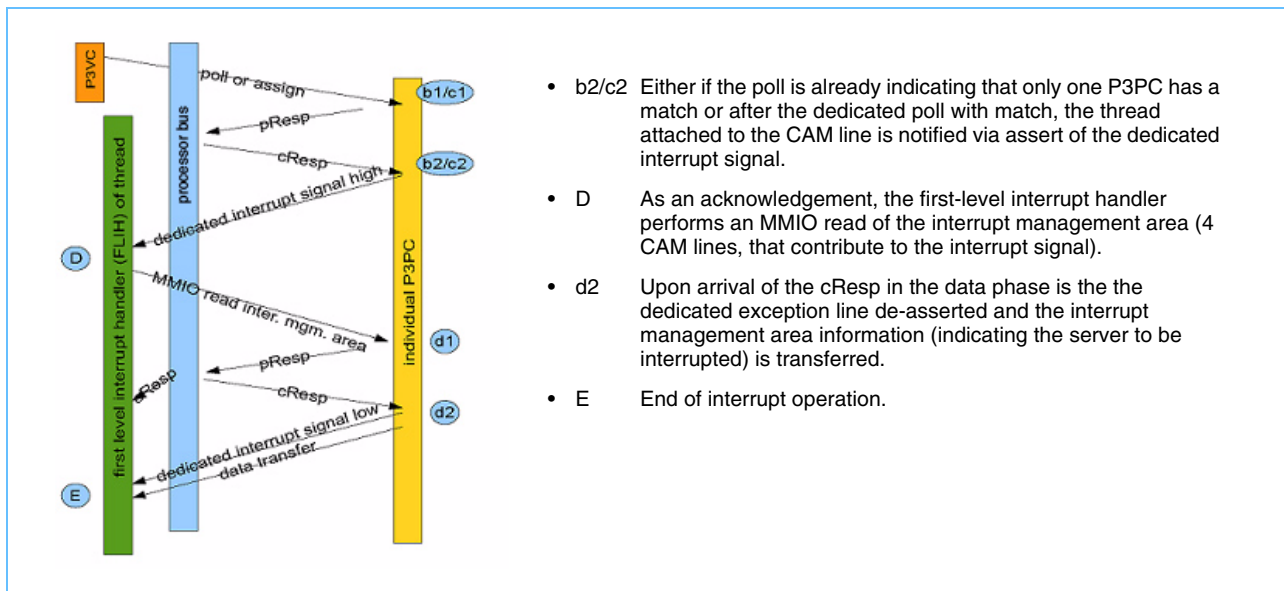 P3VC
processor bus
first level interrupt handler (FLIH) of thread
individual P3PC
poll or assign
b1/c1
pResp
cResp
b2/c2
dedicated interrupt signal high
D
MMIO read inter. mgm. area
d1
pResp
cResp
cResp
d2
dedicated interrupt signal low
data transfer
E
• b2/c2 Either if the poll is already indicating that only one P3PC has a
match or after the dedicated poll with match, the thread
attached to the CAM line is notified via assert of the dedicated
interrupt signal.
• D As an acknowledgement, the first-level interrupt handler
performs an MMIO read of the interrupt management area (4
CAM lines, that contribute to the interrupt signal).
• d2 Upon arrival of the cResp in the data phase is the the
dedicated exception line de-asserted and the interrupt
management area information (indicating the server to be
interrupted) is transferred.
• E End of interrupt operation.